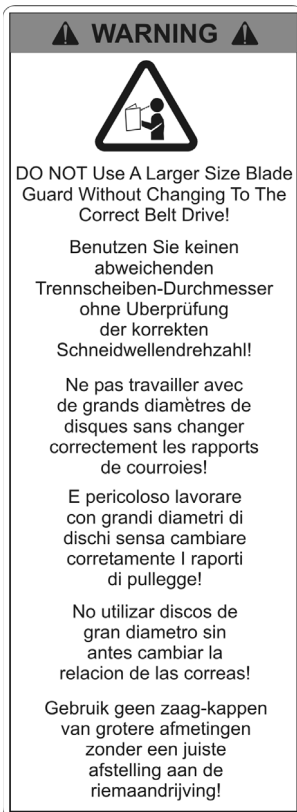 WARNING
DO NOT Use A Larger Size Blade
Guard Without Changing To The
Correct Belt Drive!
Benutzen Sie keinen
abweichenden
Trennscheiben-Durchmesser
ohne Uberprüfung
der korrekten
Schneidwellendrehzahl!
Ne pas travailler avec
de grands diamètres de
disques sans changer
correctement les rapports
de courroies!
E pericoloso lavorare
con grandi diametri di
dischi sensa cambiare
corretamente I raporti
di pullegge!
No utilizar discos de
gran diametro sin
antes cambiar la
relacion de las correas!
Gebruik geen zaag-kappen
van grotere afmetingen
zonder een juiste
afstelling aan de
riemaandrijving!